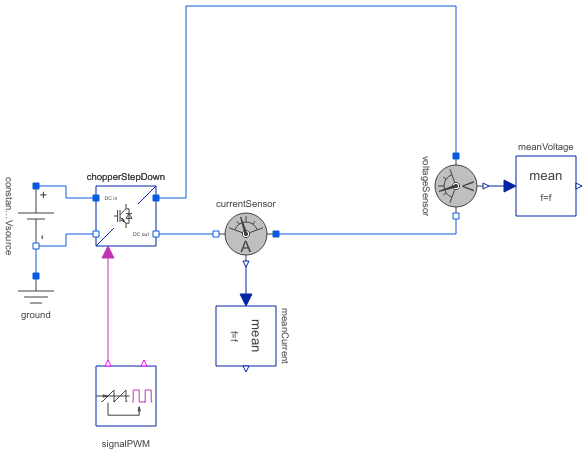 meanVoltage
mean
f=f
voltageSensor
chopperStepDown
DC in
DC out
constan... Vsource
+
-
currentSensor
A
ground
mean
f=f
meanCurrent
signalPWM